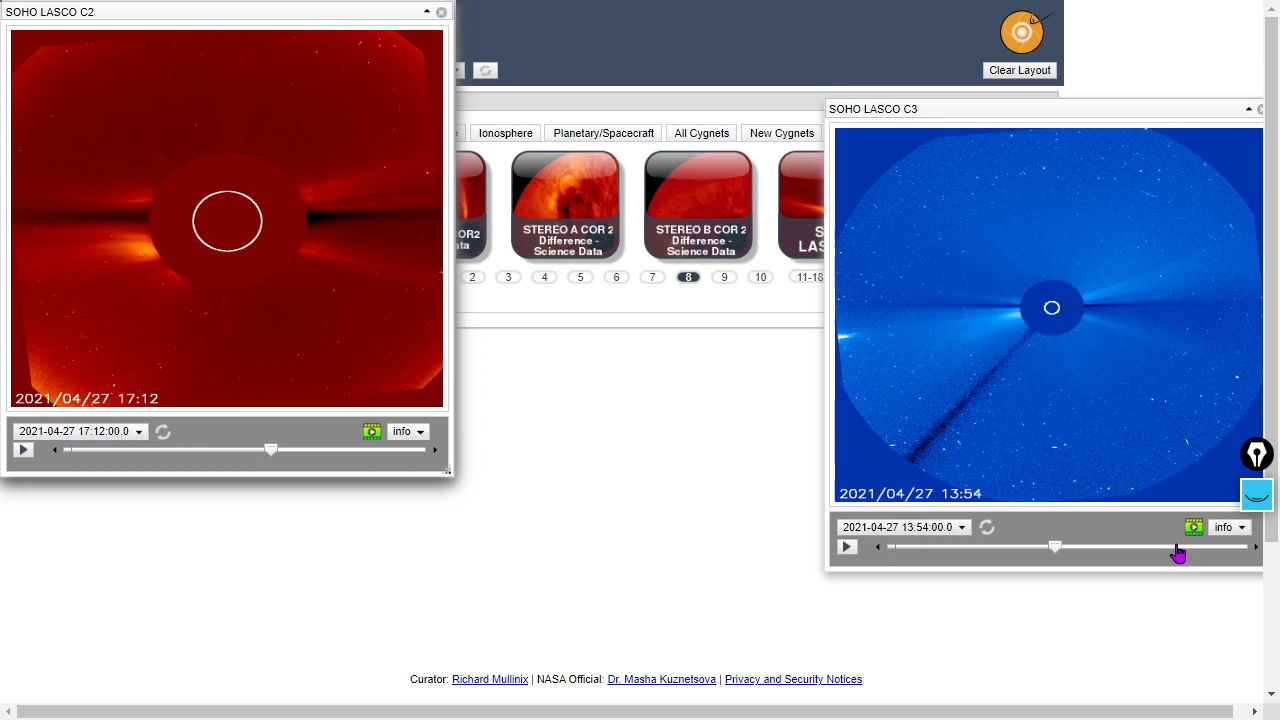 SOHO LASCO C2
2021/04/27 17:12
2021-04-27 17:12:00.0
info
Clear Layout
Ionosphere
Planetary/Spacecraft
All Cygnets
New Cygnets
STEREO A COR 2
Difference -
Science Data
STEREO B COR 2
Difference -
Science Data
2
3
4
5
6
7
8
9
10
11-18
SOHO LASCO C3
2021/04/27 13:54
2021-04-27 13:54:00.0
info
Curator: Richard Mullinix | NASA Official: Dr. Masha Kuznetsova | Privacy and Security Notices